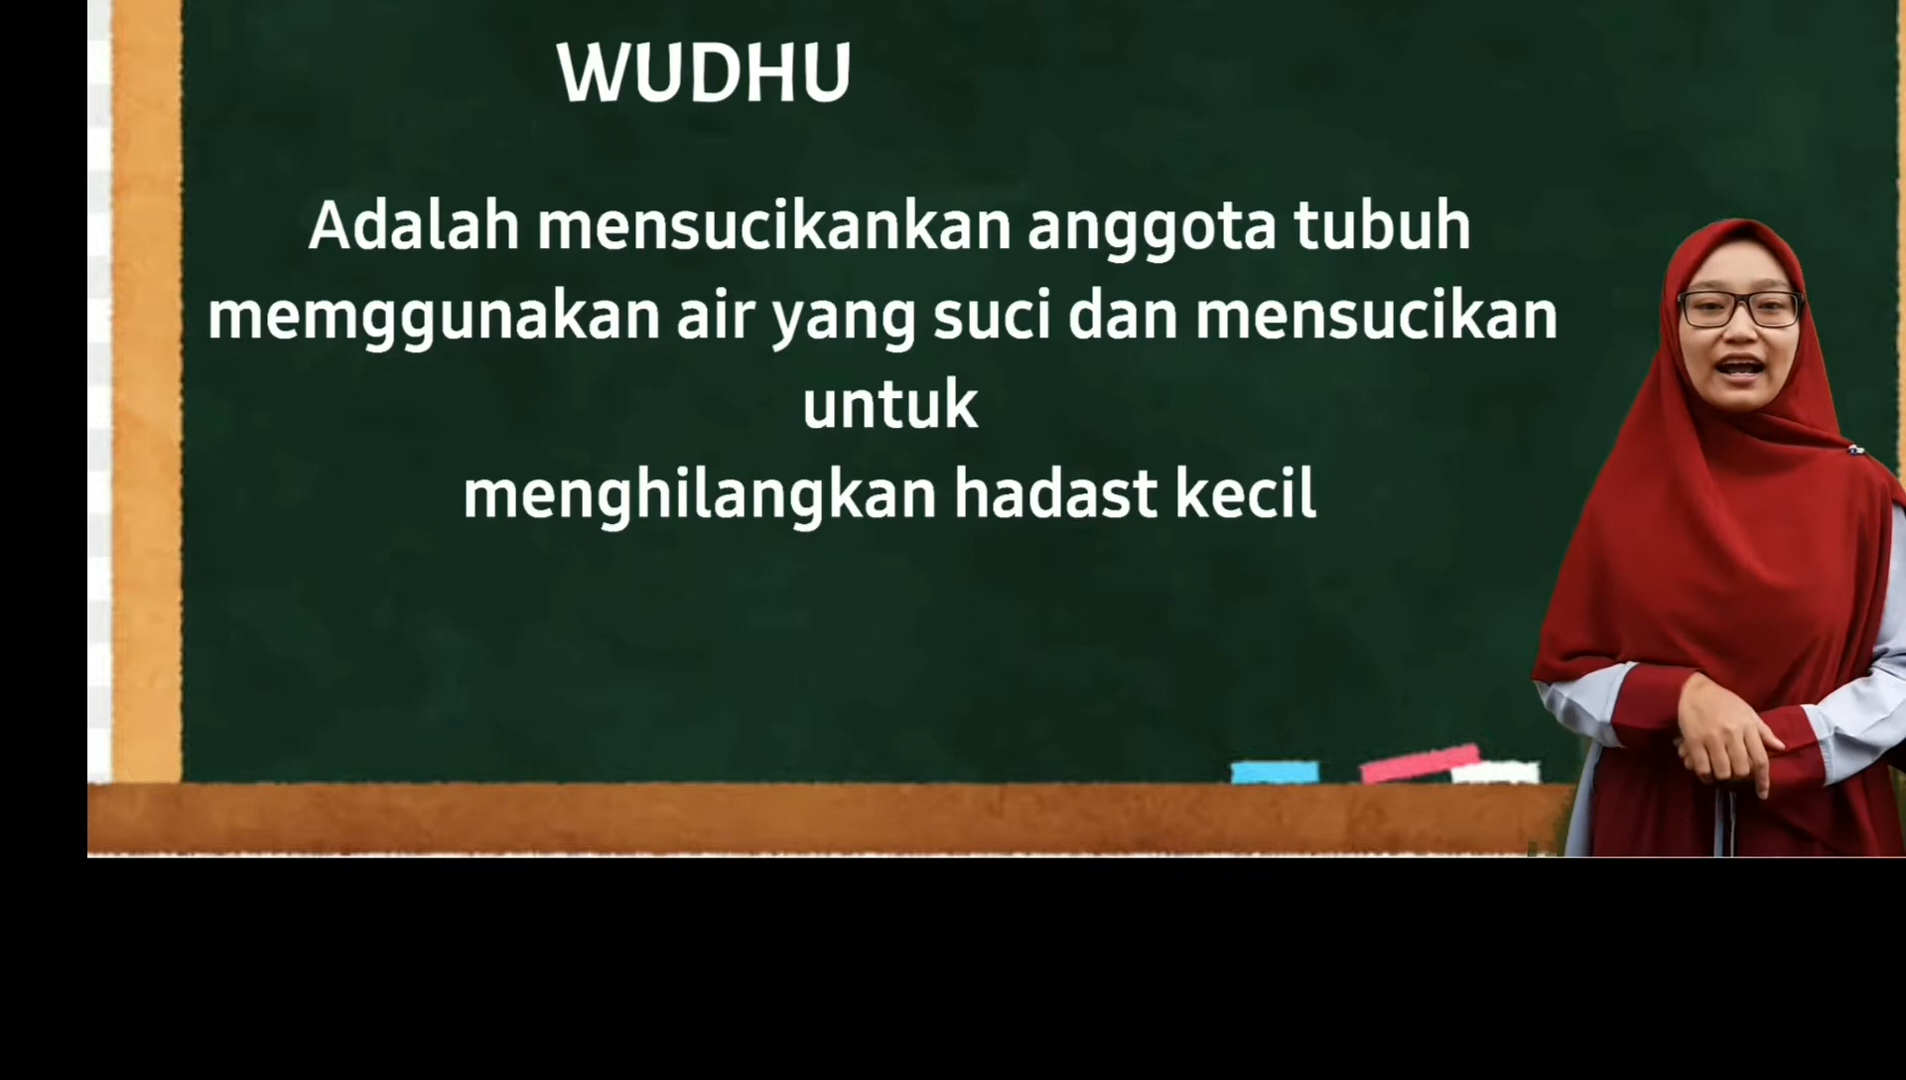 WUDHU
Adalah mensucikankan anggota tubuh
memggunakan air yang suci dan mensucikan
untuk
menghilangkan hadast kecil